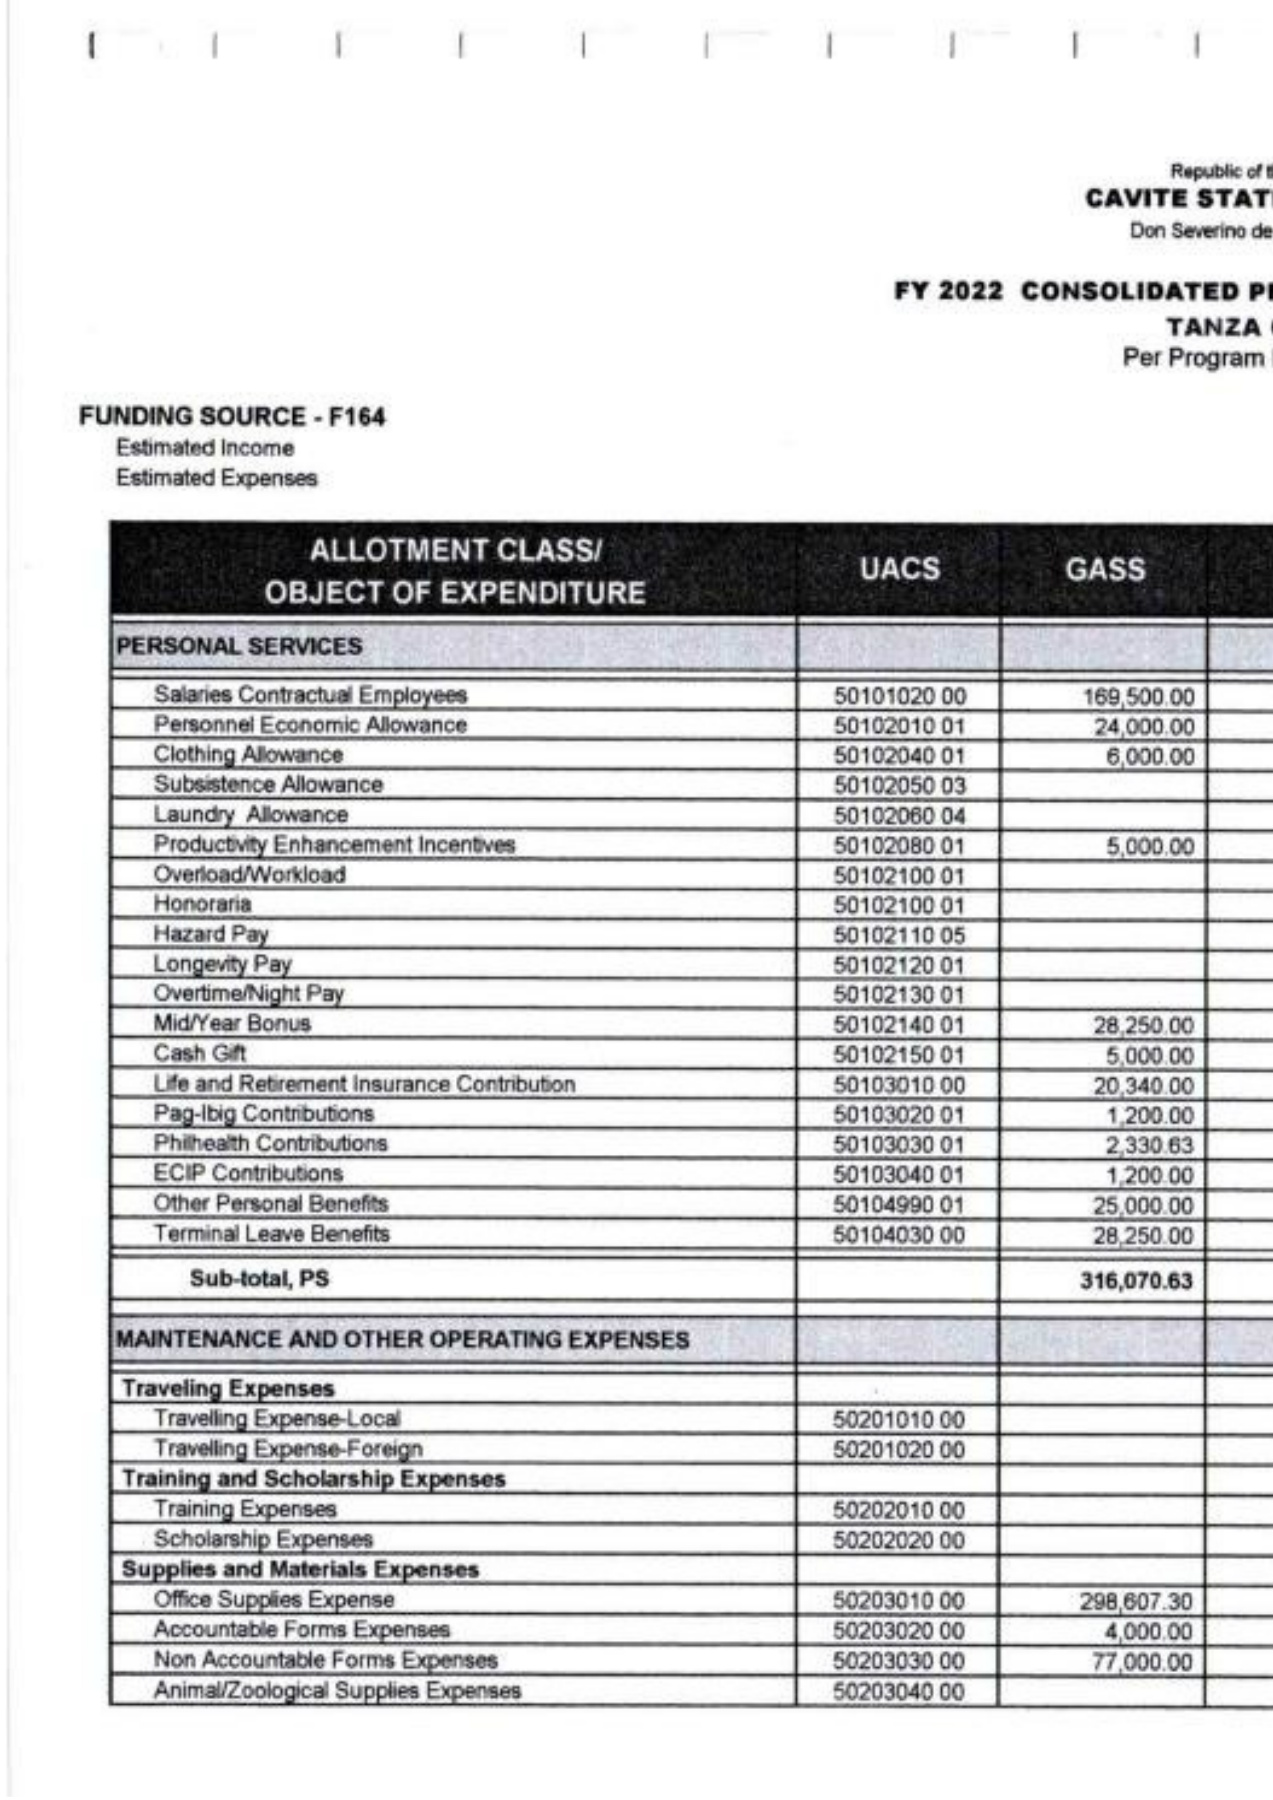 Republic of
CAVITE STAT
Don Severino de
FY 2022 CONSOLIDATED
TANZA
Per Program
FUNDING SOURCE - F164
Estimated Income
Estimated Expenses
ALLOTMENT CLASS/
OBJECT OF EXPENDITURE UACS GASS
PERSONAL SERVICES
Salaries Contractual Employees 50101020 00 169,500.00
Personnel Economic Allowance 50102010 01 24,000.00
Clothing Allowance 50102040 01 6,000.00
Subsistence Allowance 50102050 03
Laundry Allowance 50102060 04
Productivity Enhancement Incentives 50102080 01 5,000.00
Overload/Workload 50102100 01
Honoraria 50102100 01
Hazard Pay 50102110 05
Longevity Pay 50102120 01
Overtime/Night Pay 50102130 01
Mid/Year Bonus 50102140 01 28,250.00
Cash Gift 50102150 01 5,000.00
Life and Retirement Insurance Contribution 50103010 00 20,340.00
Pag-Ibig Contributions 50103020 01 1,200.00
Philhealth Contributions 50103030 01 2,330.63
ECIP Contributions 50103040 01 1,200.00
Other Personal Benefits 50104990 01 25,000.00
Terminal Leave Benefits 50104030 00 28,250.00
Sub-total, PS 316,070.63
MAINTENANCE AND OTHER OPERATING EXPENSES
Traveling Expenses
Travelling Expense-Local 50201010 00
Travelling Expense-Foreign 50201020 00
Training and Scholarship Expenses
Training Expenses 50202010 00
Scholarship Expenses 50202020 00
Supplies and Materials Expenses
Office Supplies Expense 50203010 00 298,607.30
Accountable Forms Expenses 50203020 00 4,000.00
Non Accountable Forms Expenses 50203030 00 77,000.00
Animal/Zoological Supplies Expenses 50203040 00